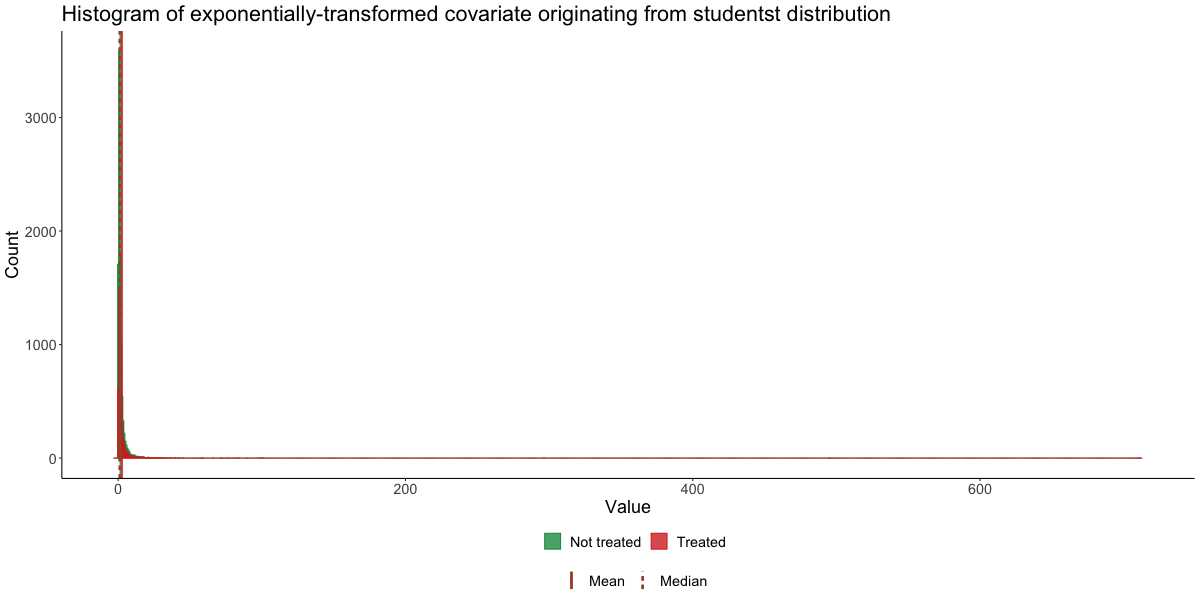 Histogram of exponentially-transformed covariate originating from studentst distribution
Count
3000
2000
1000
0
0 200 400 600
Value
Not treated Treated
Mean Median